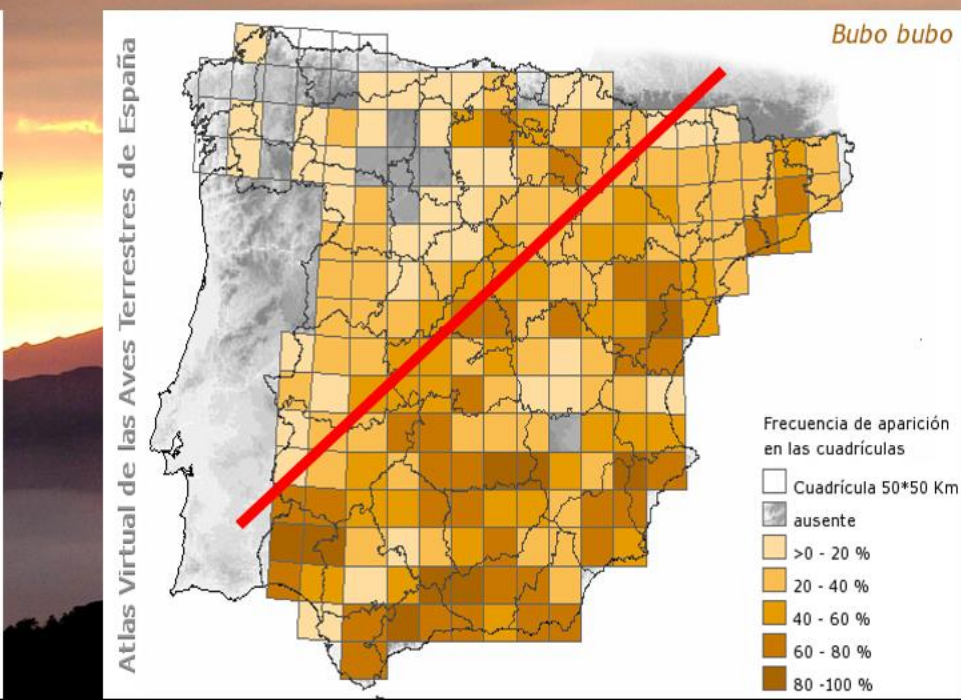 Bubo bubo
Atlas Virtual de las Aves Terrestres de España
Frecuencia de aparición
en las cuadrículas
Cuadrícula 50*50 Km
ausente
>0 - 20 %
20 - 40 %
40 - 60 %
60 - 80 %
80 -100 %